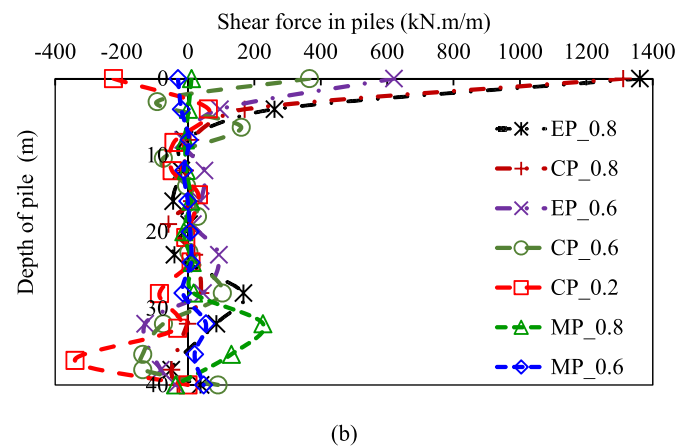 Shear force in piles (kN.m/m)
-400 -200 0 200 400 600 800 1000 1200 1400
0
10
20
30
40
Depth of pile (m)
EP_0.8
CP_0.8
EP_0.6
CP_0.6
CP_0.2
MP_0.8
MP_0.6
(b)